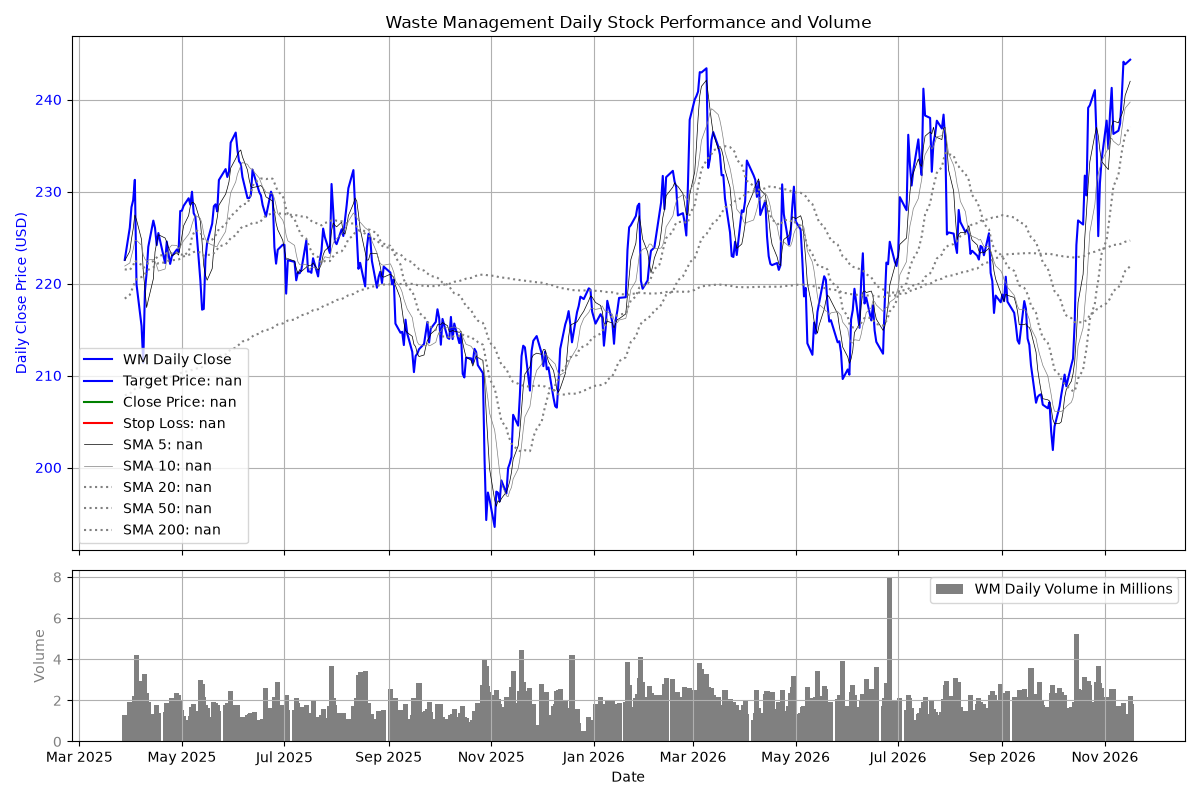 Waste Management Daily Stock Performance and Volume
Daily Close Price (USD)
240
230
220
210
200
WM Daily Close
Target Price: nan
Close Price: nan
Stop Loss: nan
SMA 5: nan
SMA 10: nan
SMA 20: nan
SMA 50: nan
SMA 200: nan
Volume
8
6
4
2
0
WM Daily Volume in Millions
Mar 2025 May 2025 Jul 2025 Sep 2025 Nov 2025 Jan 2026 Mar 2026 May 2026 Jul 2026 Sep 2026 Nov 2026
Date